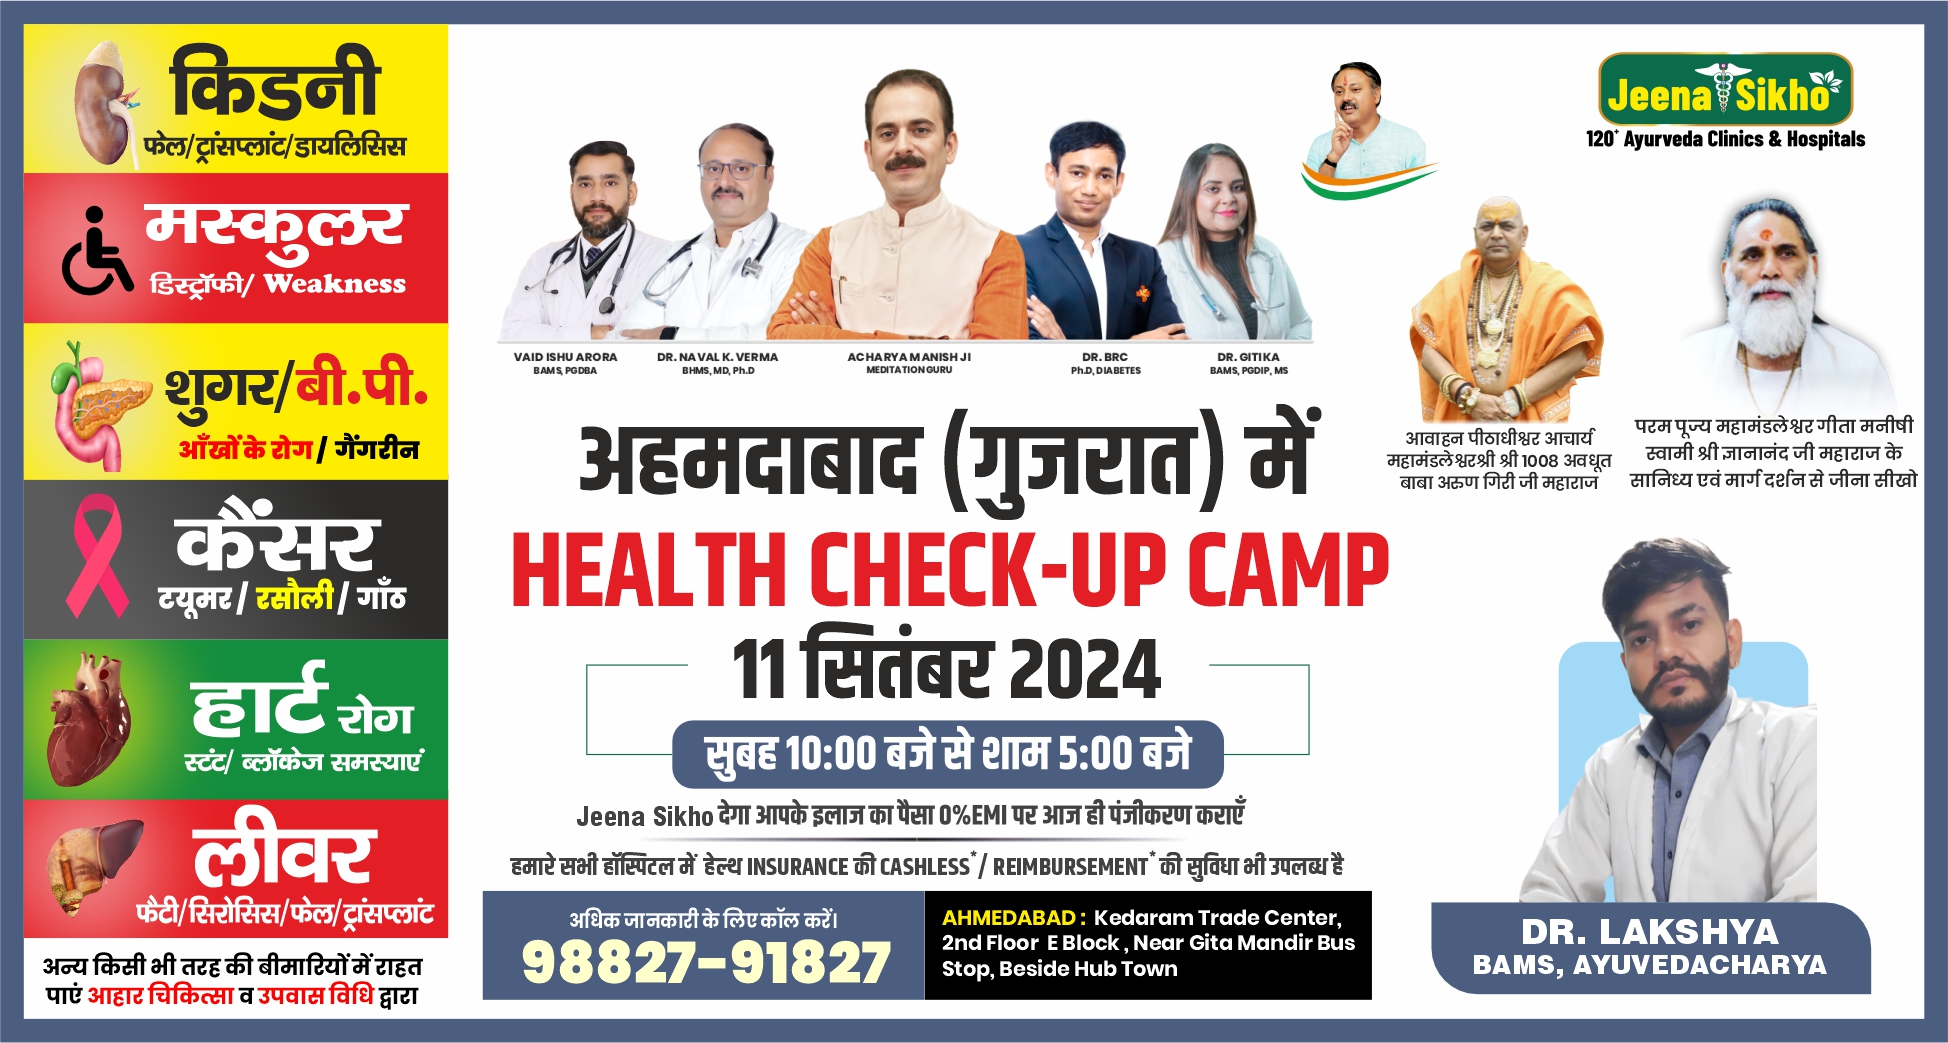 किडनी
फेल/ट्रांसप्लांट/डायलिसिस
मस्कुलर
डिस्ट्रॉफी/ Weakness
शुगर/बी.पी.
आँखों के रोग / गैंगरीन
कैंसर
टयूमर / रसौली / गाँठ
हार्ट रोग
स्टंट/ ब्लॉकेज समस्याएं
लीवर
फैटी/सिरोसिस/फेल/ट्रांसप्लांट
अन्य किसी भी तरह की बीमारियों में राहत
पाएं आहार चिकित्सा व उपवास विधि द्वारा
VAID ISHU ARORA
BAMS, PGDBA
DR. NAVAL K. VERMA
BHMS, MD, Ph.D
ACHARYA MANISH JI
MEDITATION GURU
DR. BRC
Ph.D, DIABETES
DR. GITIKA
BAMS, PGDIP, MS
Jeena Sikho
120+ Ayurveda Clinics & Hospitals
आवाहन पीठाधीश्वर आचार्य
महामंडलेश्वरश्री श्री 1008 अवधूत
बाबा अरुण गिरी जी महाराज
परम पूज्य महामंडलेश्वर गीता मनीषी
स्वामी श्री ज्ञानानंद जी महाराज के
सानिध्य एवं मार्ग दर्शन से जीना सीखो
अहमदाबाद (गुजरात) में
HEALTH CHECK-UP CAMP
11 सितंबर 2024
सुबह 10:00 बजे से शाम 5:00 बजे
Jeena Sikho देगा आपके इलाज का पैसा 0%EMI पर आज ही पंजीकरण कराएँ
हमारे सभी हॉस्पिटल में हेल्थ INSURANCE की CASHLESS*/ REIMBURSEMENT* की सुविधा भी उपलब्ध है
अधिक जानकारी के लिए कॉल करें।
98827-91827
AHMEDABAD : Kedaram Trade Center,
2nd Floor E Block , Near Gita Mandir Bus
Stop, Beside Hub Town
DR. LAKSHYA
BAMS, AYUVEDACHARYA